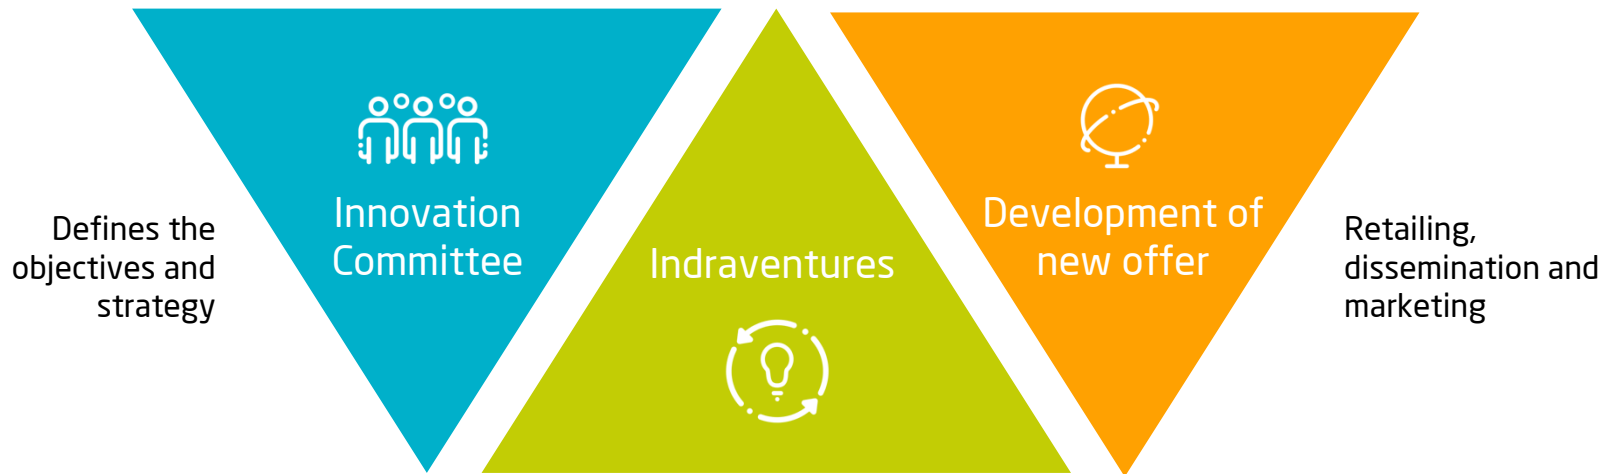 Defines the
objectives and
strategy
Innovation
Committee
Indraventures
Development of
new offer
Retailing,
dissemination and
marketing